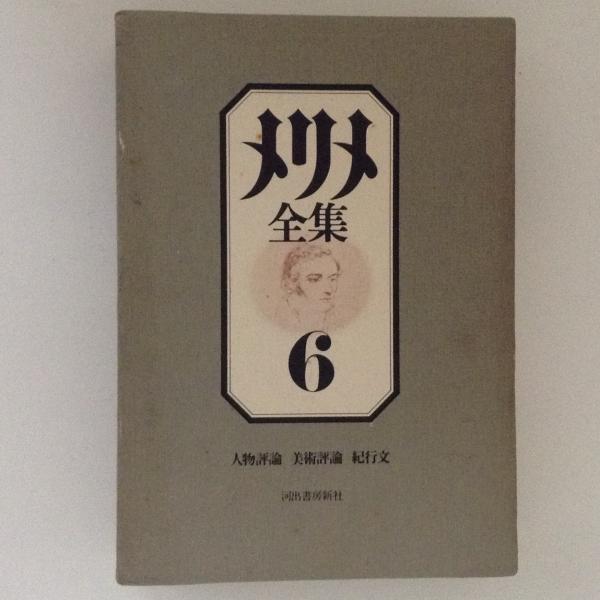 メリメ
全集
6
人物評論 美術評論 紀行文
河出書房新社